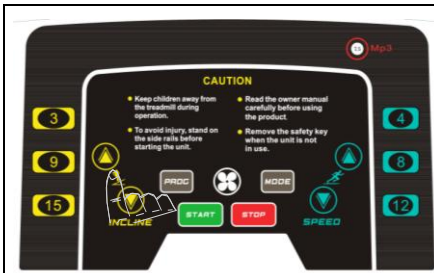 Mp3
CAUTION
• Keep children away from
the treadmill during
operation.
• To avoid injury, stand on
the side rails before
starting the unit.
• Read the owner manual
carefully before using
the product.
• Remove the safety key
when the unit is not
in use.
3
9
15
4
8
12
PROG
MODE
INCLINE
START
STOP
SPEED